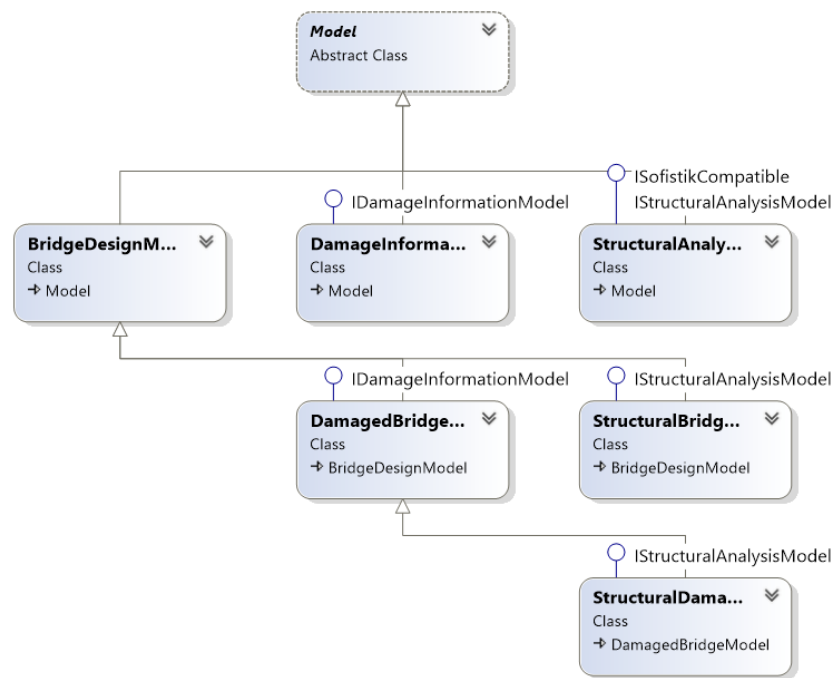 Model
Abstract Class
ISofistikCompatible
IDamageInformationModel
IStructuralAnalysisModel
BridgeDesignM...
Class
Model
DamageInforma...
Class
Model
StructuralAnaly...
Class
Model
IDamageInformationModel
IStructuralAnalysisModel
DamagedBridge...
Class
BridgeDesignModel
StructuralBridg...
Class
BridgeDesignModel
IStructuralAnalysisModel
StructuralDama...
Class
DamagedBridgeModel